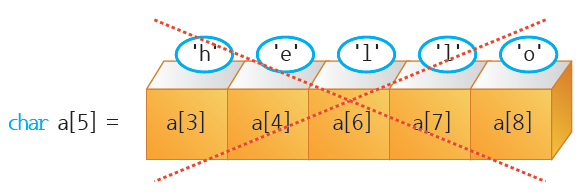 'h' 'e' 'l' 'l' 'o'
char a[5] = a[3] a[4] a[6] a[7] a[8]